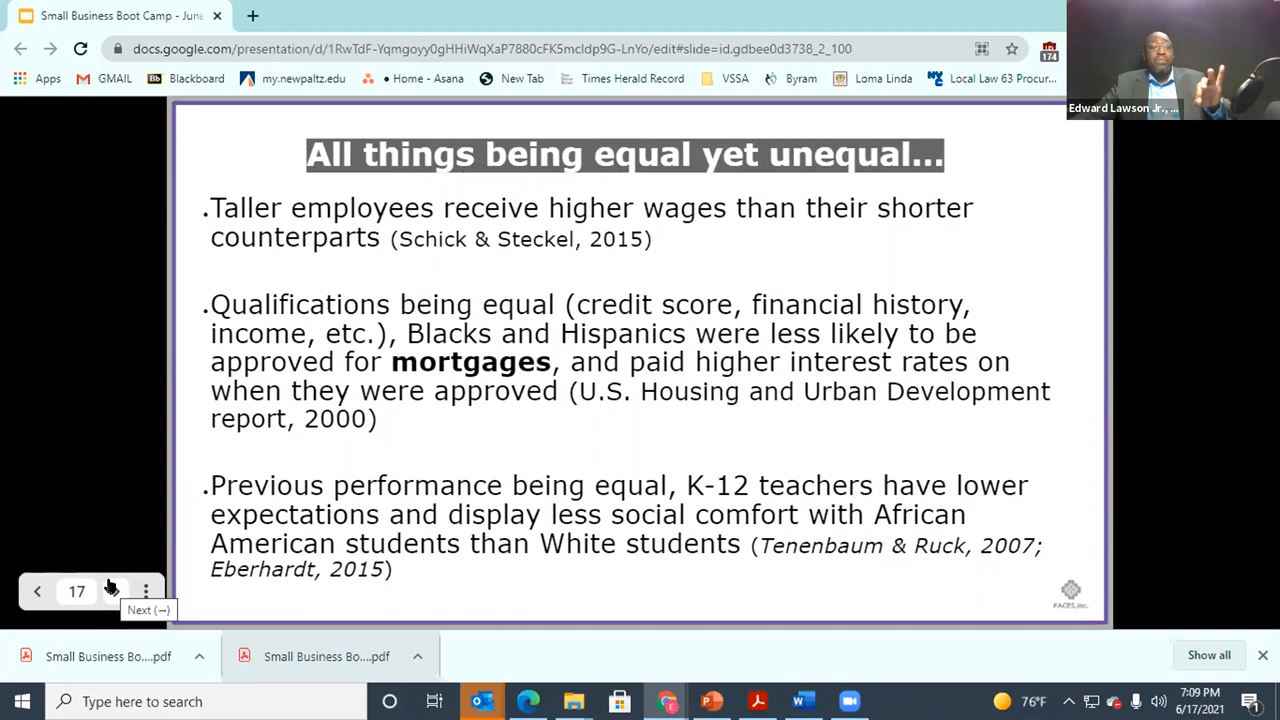 Small Business Boot Camp - June
docs.google.com/presentation/d/1RwTdF-Yqmgoyy0gHHnVqXaP7880cFK5mcIdp9G-LnYo/edit#slide=id.gdbee0d3738_2_100
174
Apps
GMAIL
Bb
Blackboard
my.newpaltz.edu
• Home - Asana
New Tab
Times Herald Record
VSSA
Byram
Loma Linda
Local Law 63 Procur...
Edward Lawson Jr., ...
All things being equal yet unequal...
.Taller employees receive higher wages than their shorter
counterparts (Schick & Steckel, 2015)
.Qualifications being equal (credit score, financial history,
income, etc.), Blacks and Hispanics were less likely to be
approved for mortgages, and paid higher interest rates on
when they were approved (U.S. Housing and Urban Development
report, 2000)
.Previous performance being equal, K-12 teachers have lower
expectations and display less social comfort with African
American students than White students (Tenenbaum & Ruck, 2007;
Eberhardt, 2015)
17
Next (→)
FACES, inc.
Small Business Bo....pdf
Small Business Bo....pdf
Show all
Type here to search
76°F
7:09 PM
6/17/2021
1